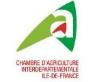 CHAMBRE D'AGRICULTURE
INTERDEPARTEMENTALE
ILE-DE-FRANCE